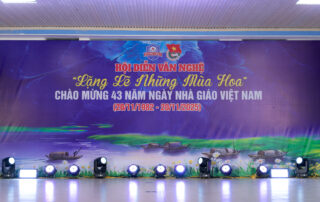 HỘI DIỄN VĂN NGHỆ
"Lặng Lẽ Những Mùa Hoa"
CHÀO MỪNG 43 NĂM NGÀY NHÀ GIÁO VIỆT NAM
(20/11/1982 - 20/11/2025)